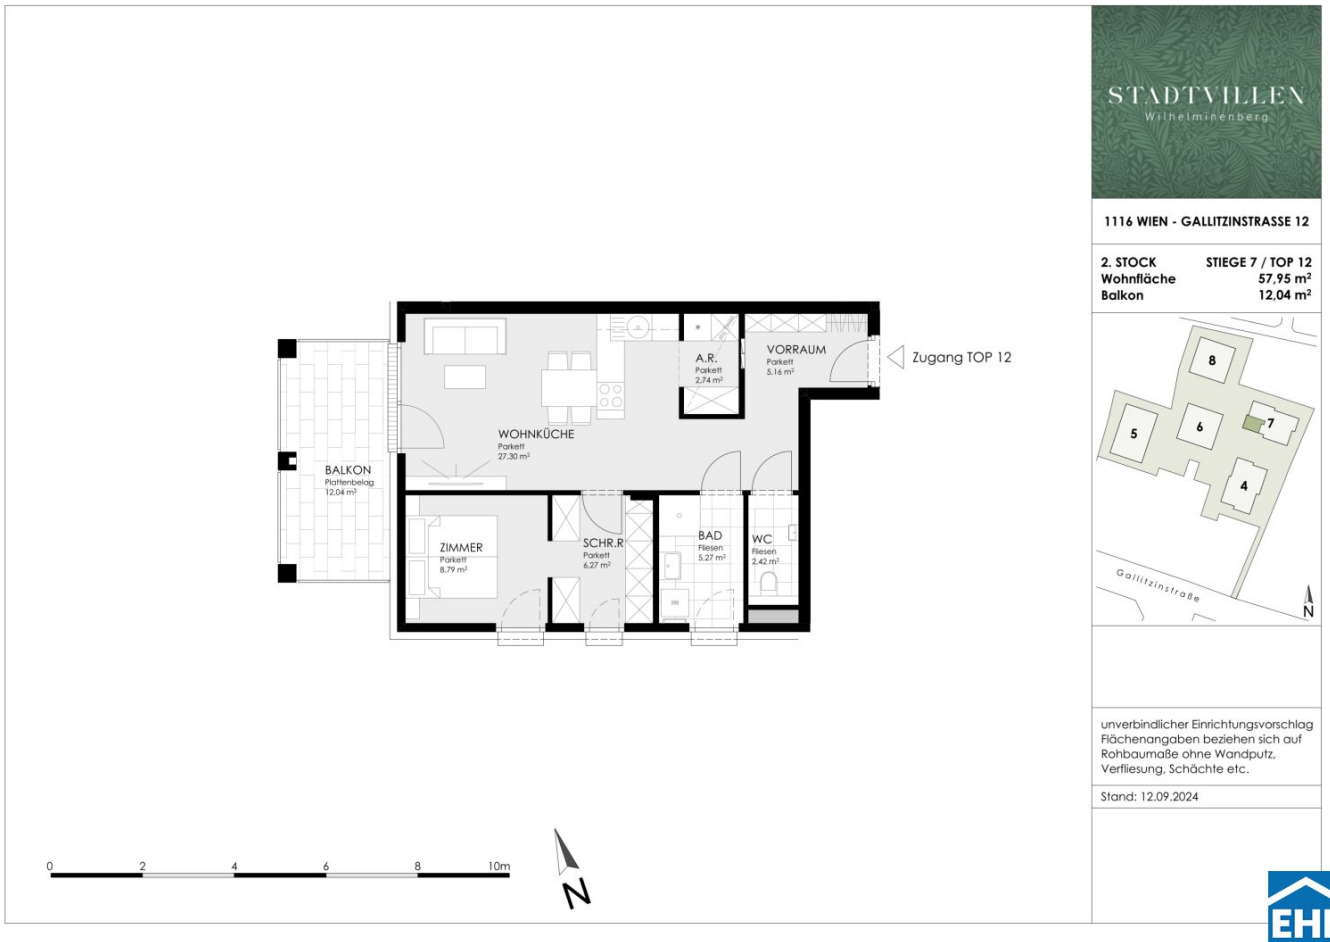 STADTVILLEN
Wilhelminenberg
1116 WIEN - GALLITZINSTRASSE 12
2. STOCK STIEGE 7 / TOP 12
Wohnfläche 57,95 m²
Balkon 12,04 m²
8
7
6
5
4
Gallitzinstraße
N
unverbindlicher Einrichtungsvorschlag
Flächenangaben beziehen sich auf
Rohbaumaße ohne Wandputz,
Verfliesung, Schächte etc.
Stand: 12.09.2024
A.R.
Parkett
2,74 m²
VORRAUM
Parkett
5,16 m²
Zugang TOP 12
WOHNKÜCHE
Parkett
27,30 m²
BALKON
Plattenbelag
12,04 m²
ZIMMER
Parkett
8,79 m²
SCHR.R
Parkett
6,27 m²
BAD
Fliesen
5,27 m²
WC
Fliesen
2,42 m²
0 2 4 6 8 10m
N
EHL